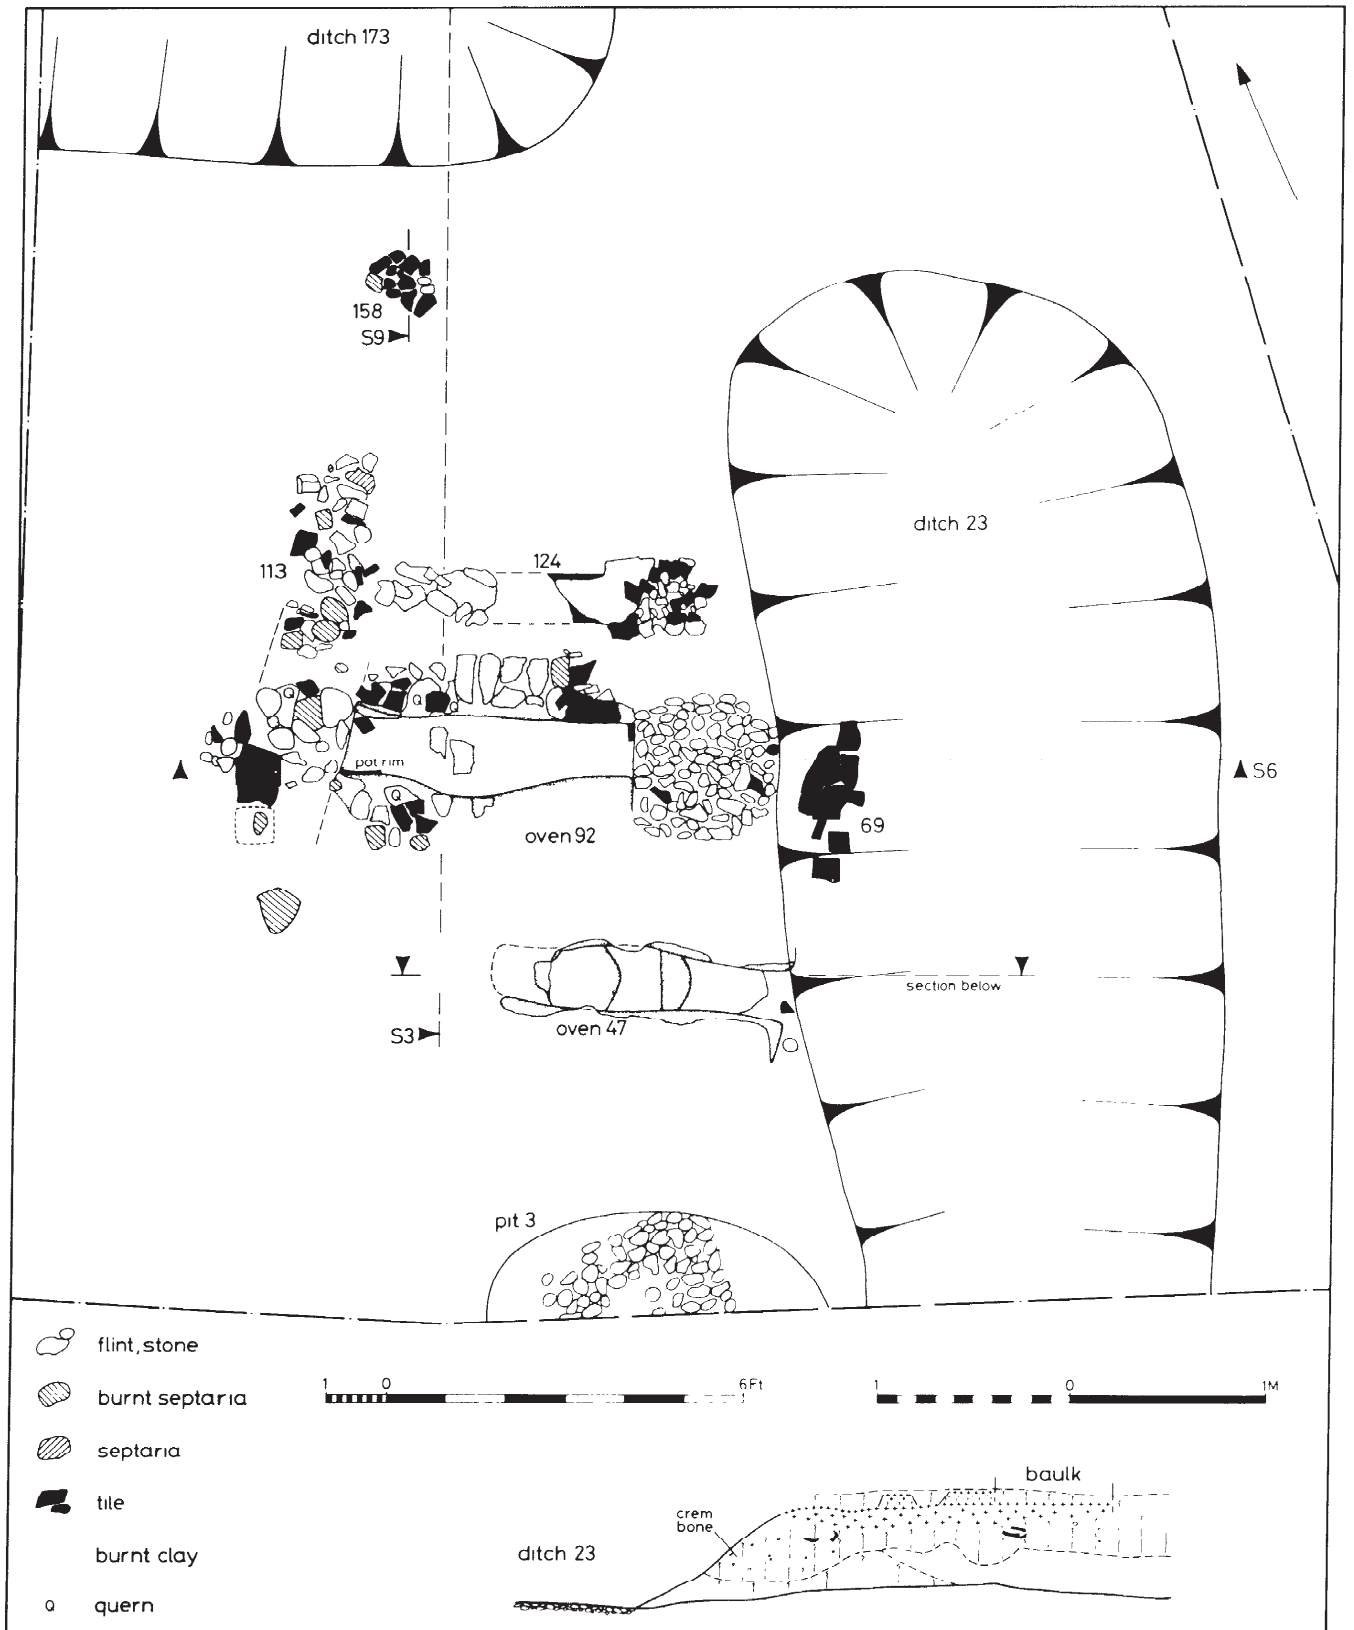 ditch 173
158
S9
ditch 23
124
113
Q
Q
pot rim
Q
S6
69
oven 92
section below
oven 47
S3
pit 3
flint, stone
burnt septaria
septaria
tile
burnt clay
Q quern
1 0 6Ft
1 0 1M
baulk
crem
bone
ditch 23